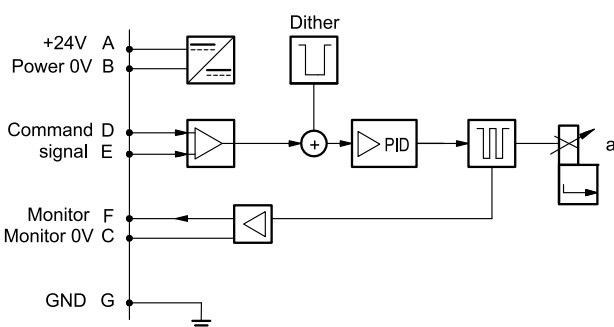 Dither
+24V A
Power 0V B
Command D
signal E
+
PID
a
Monitor F
Monitor 0V C
GND G